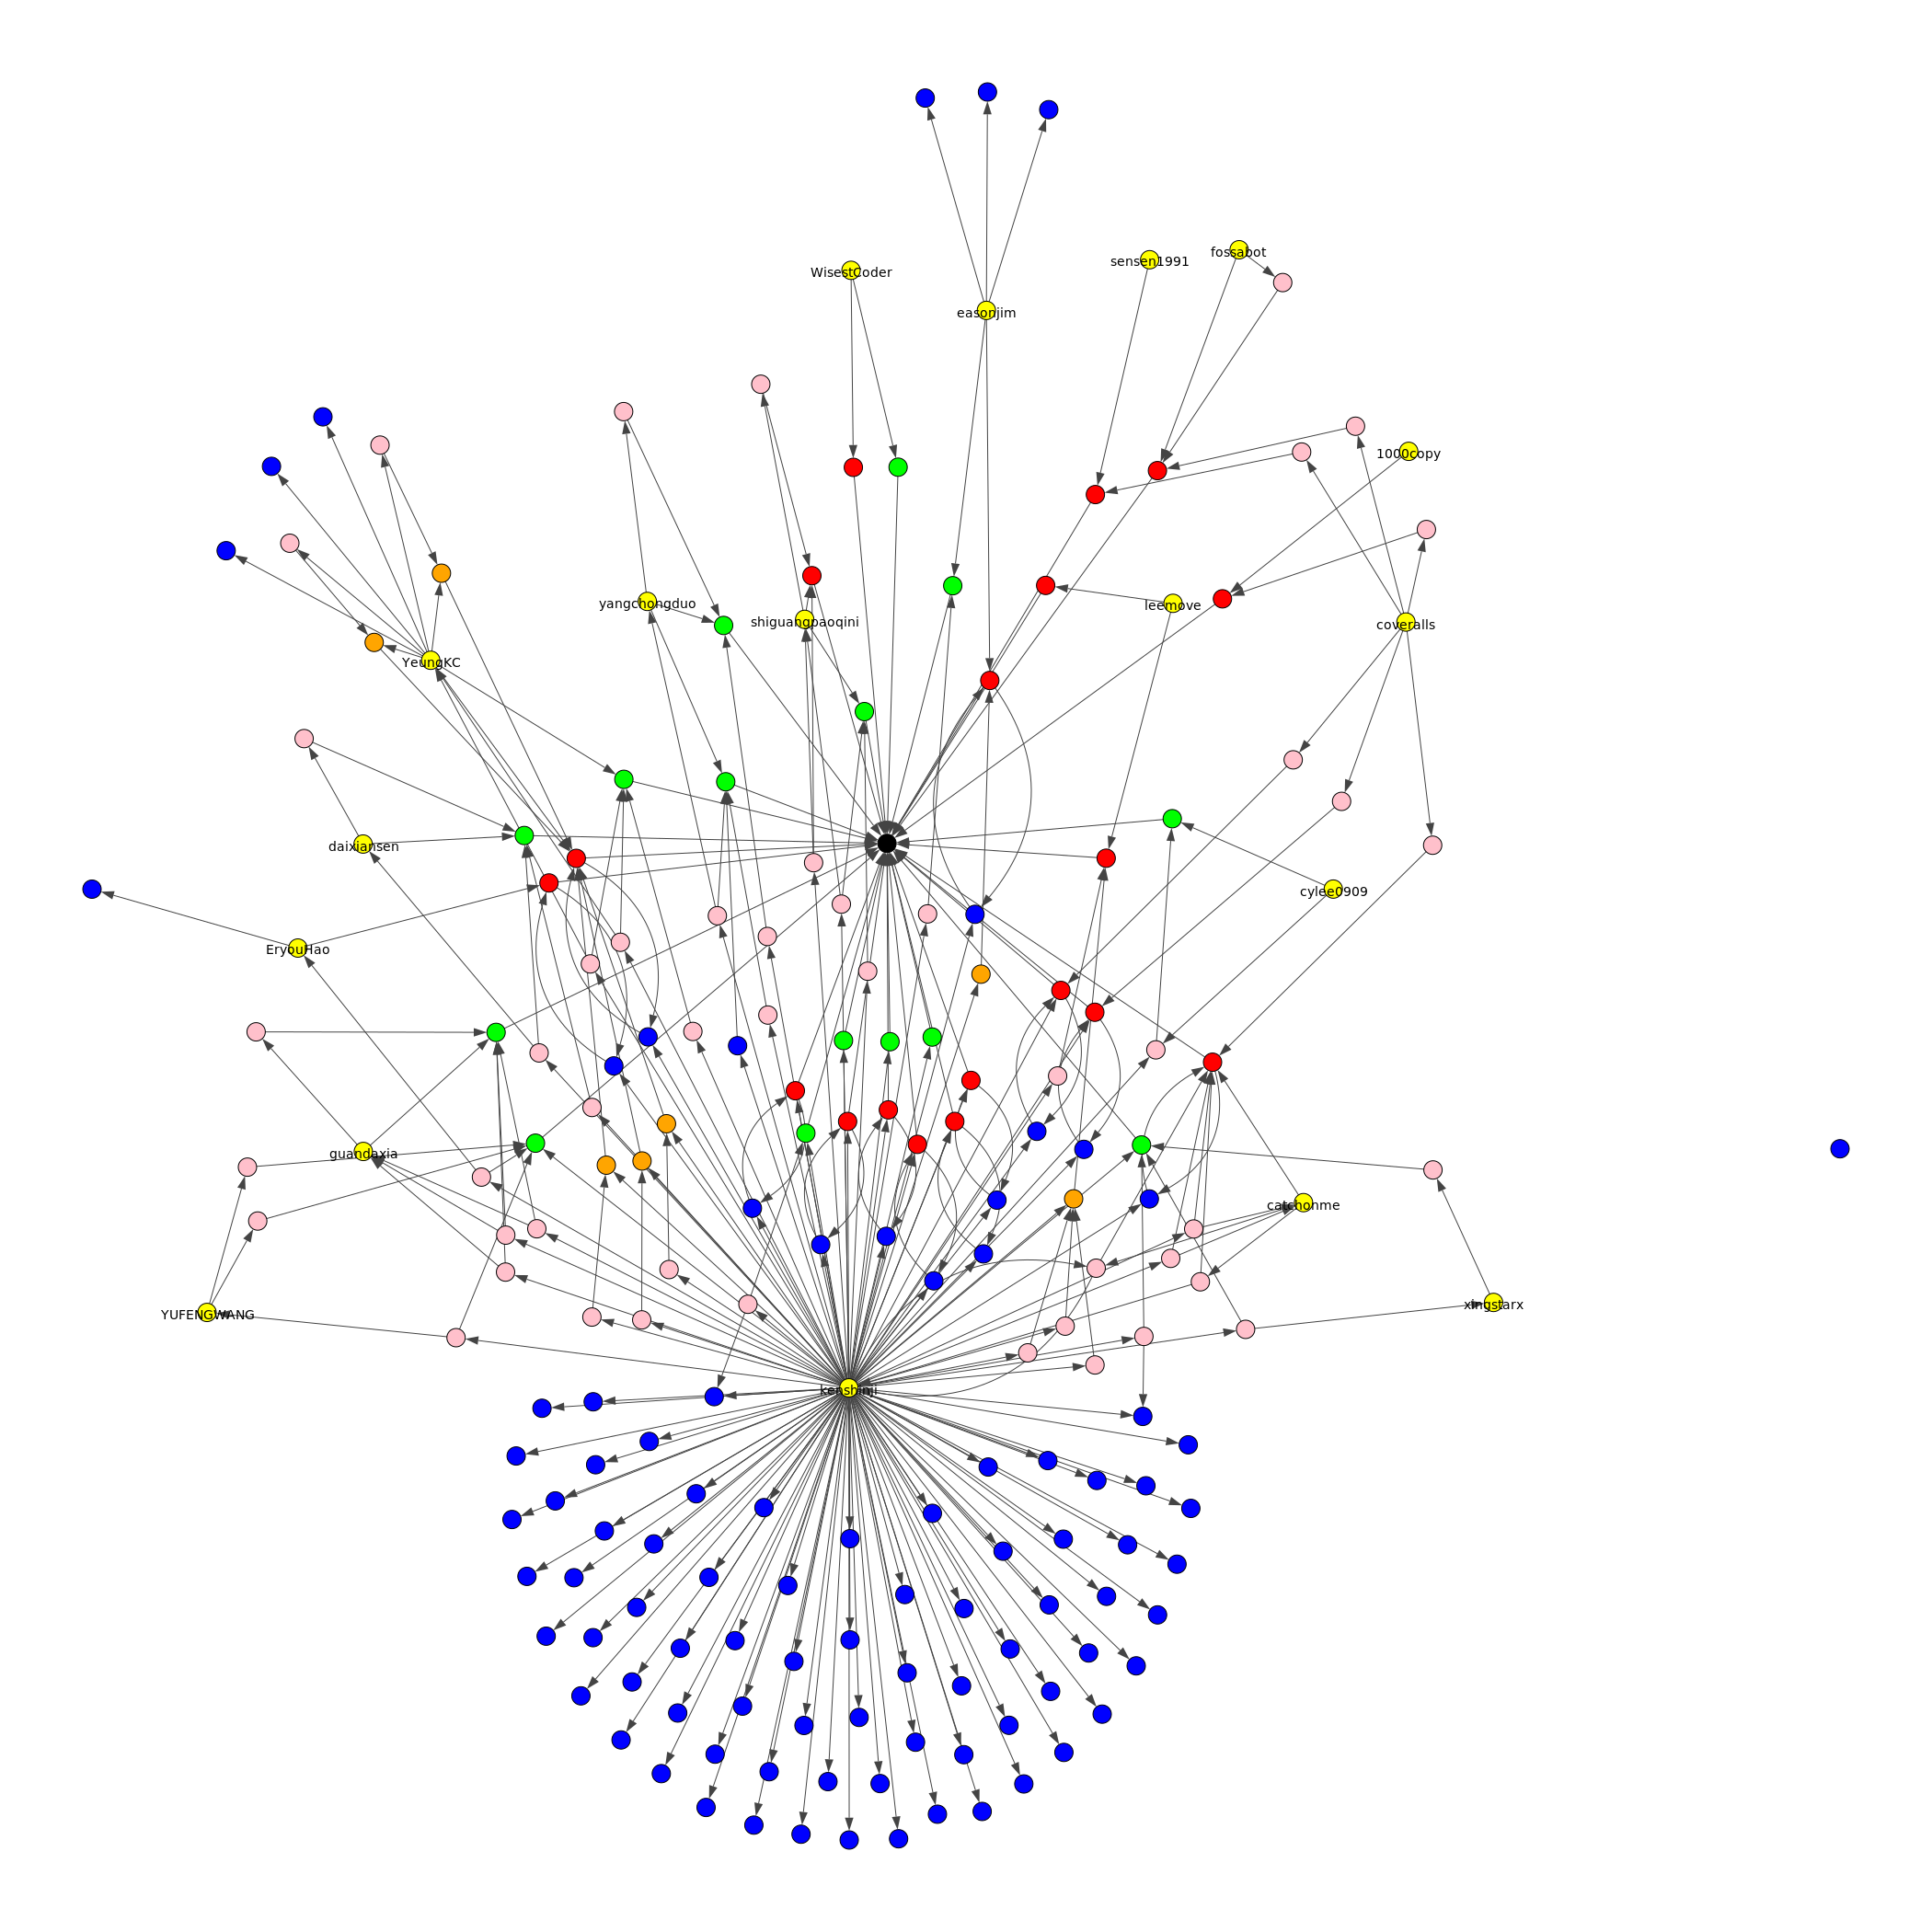 fossabot
sensen1991
WisestCoder
easonjim
1000copy
yangchongduo
leemove
shiguangpaoqini
coveralls
YeungKC
daixiansen
cylee0909
EryouHao
guandaxia
catchonme
xingstarx
YUFENGWANG
kenshinji